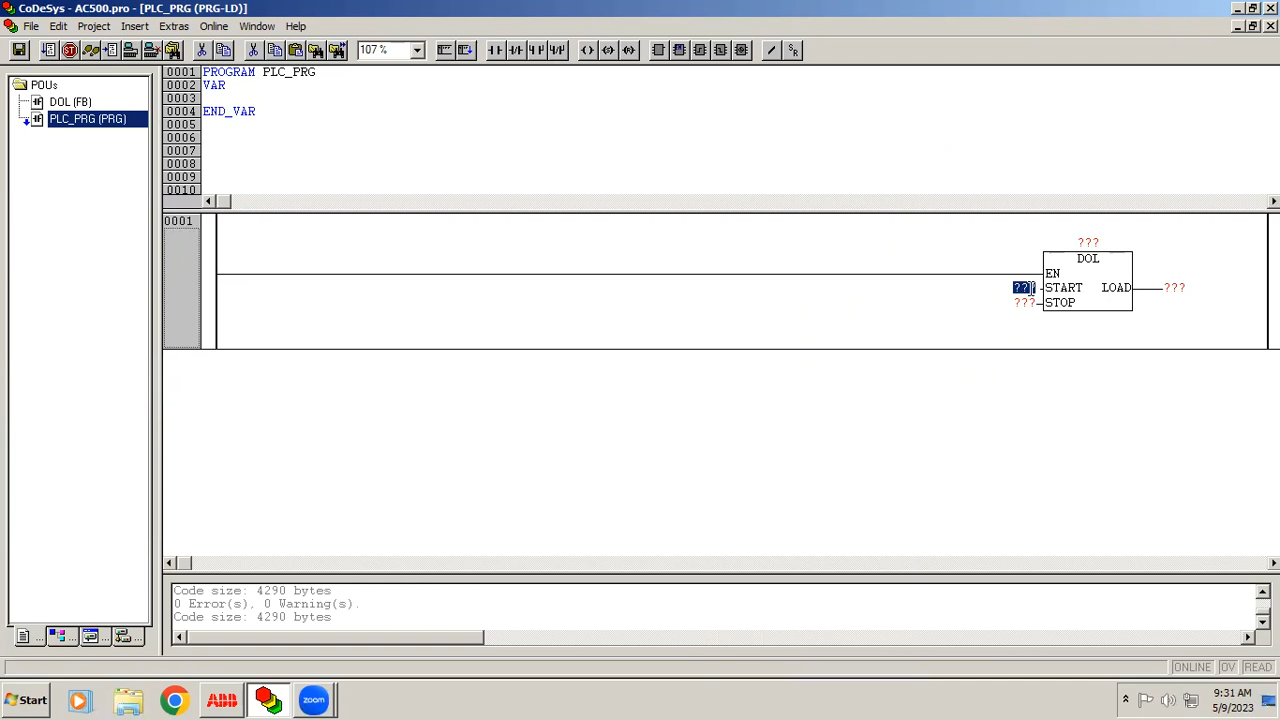 CoDeSys - AC500.pro - [PLC_PRG (PRG-LD)]
File Edit Project Insert Extras Online Window Help
107 %
POUs
DOL (FB)
PLC_PRG (PRG)
0001 PROGRAM PLC_PRG
0002 VAR
0003
0004 END_VAR
0005
0006
0007
0008
0009
0010
0001
???
DOL
EN
??? START LOAD ???
??? STOP
Code size: 4290 bytes
0 Error(s), 0 Warning(s).
Code size: 4290 bytes
ONLINE OV READ
Start ABB zoom
9:31 AM
5/9/2023